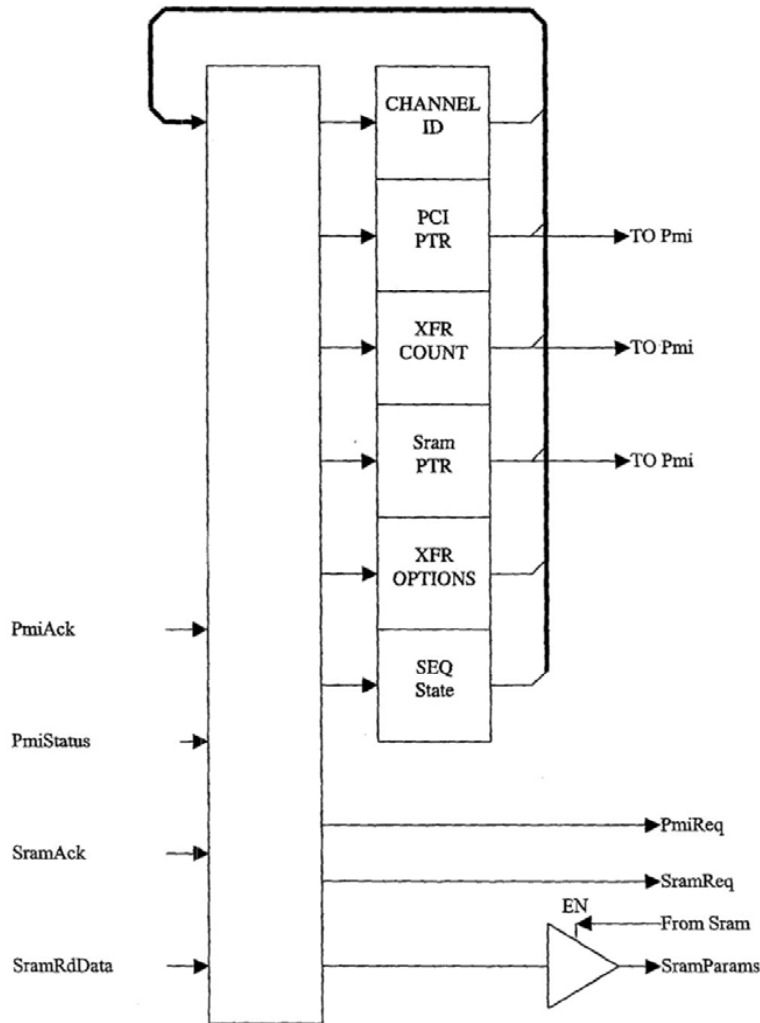 CHANNEL
ID
PCI
PTR
TO Pmi
XFR
COUNT
TO Pmi
Sram
PTR
TO Pmi
XFR
OPTIONS
PmiAck
SEQ
State
PmiStatus
PmiReq
SramAck
SramReq
EN
From Sram
SramRdData
SramParams